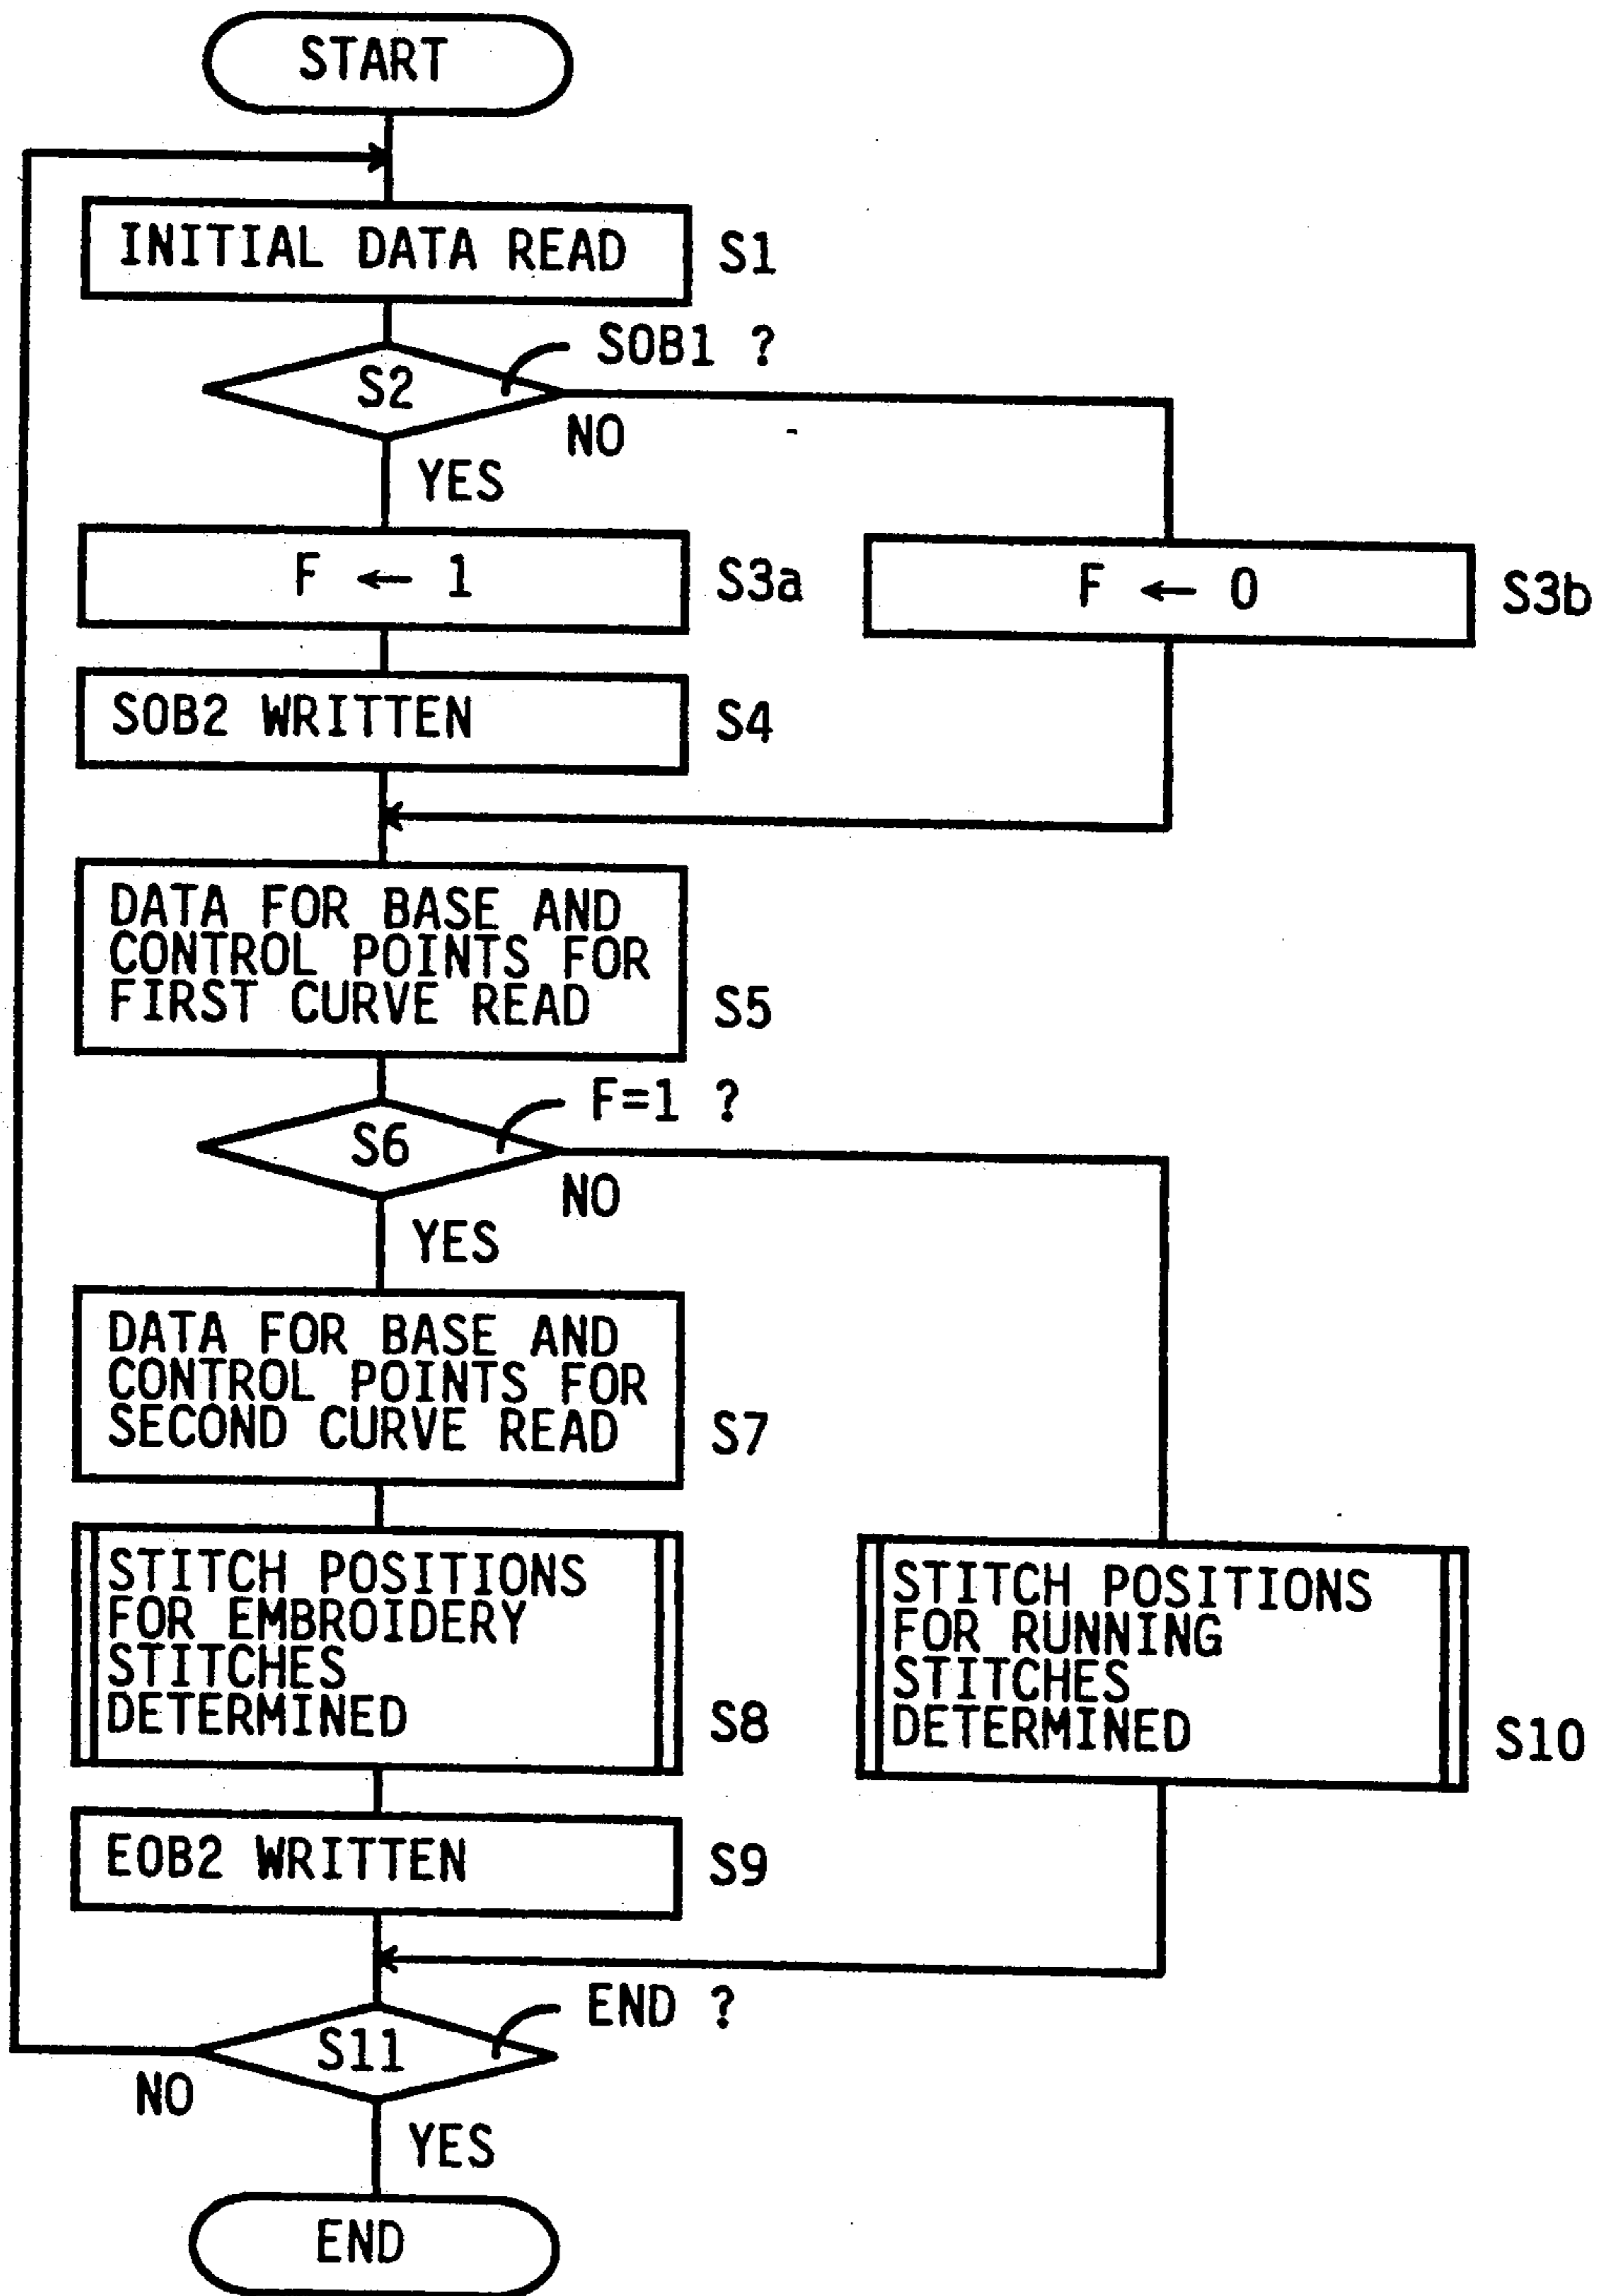 START
INITIAL DATA READ
S1
SOB1 ?
S2
NO
YES
F ← 1
S3a
F ← 0
S3b
SOB2 WRITTEN
S4
DATA FOR BASE AND
CONTROL POINTS FOR
FIRST CURVE READ
S5
F=1 ?
S6
NO
YES
DATA FOR BASE AND
CONTROL POINTS FOR
SECOND CURVE READ
S7
STITCH POSITIONS
FOR EMBROIDERY
STITCHES
DETERMINED
S8
STITCH POSITIONS
FOR RUNNING
STITCHES
DETERMINED
S10
EOB2 WRITTEN
S9
END ?
S11
NO
YES
END